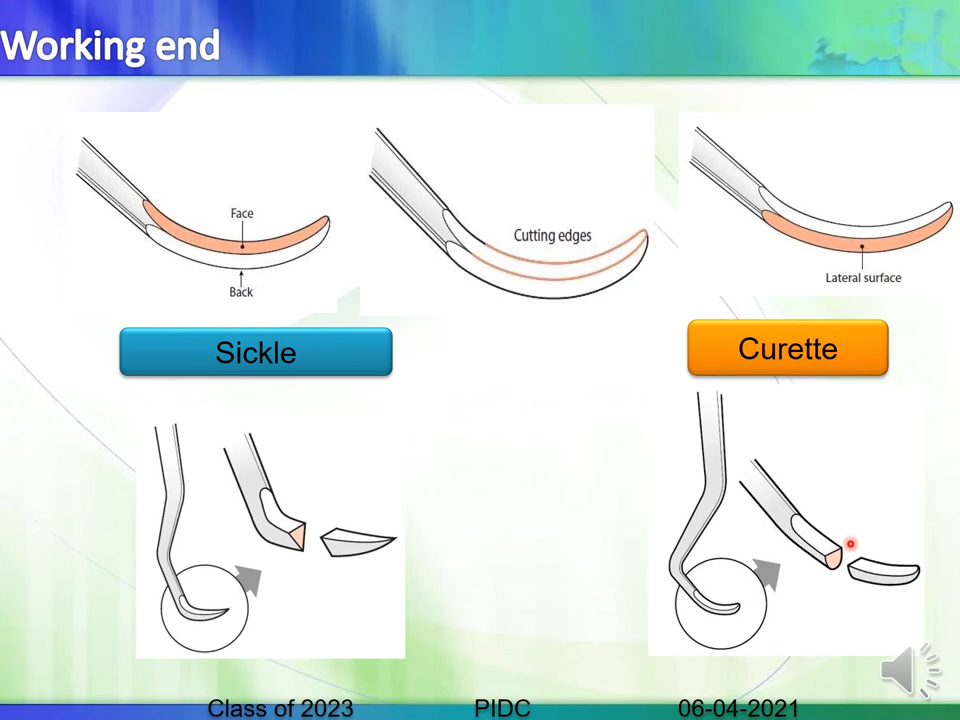 Working end
Face
Back
Cutting edges
Lateral surface
Sickle
Curette
Class of 2023 PIDC 06-04-2021